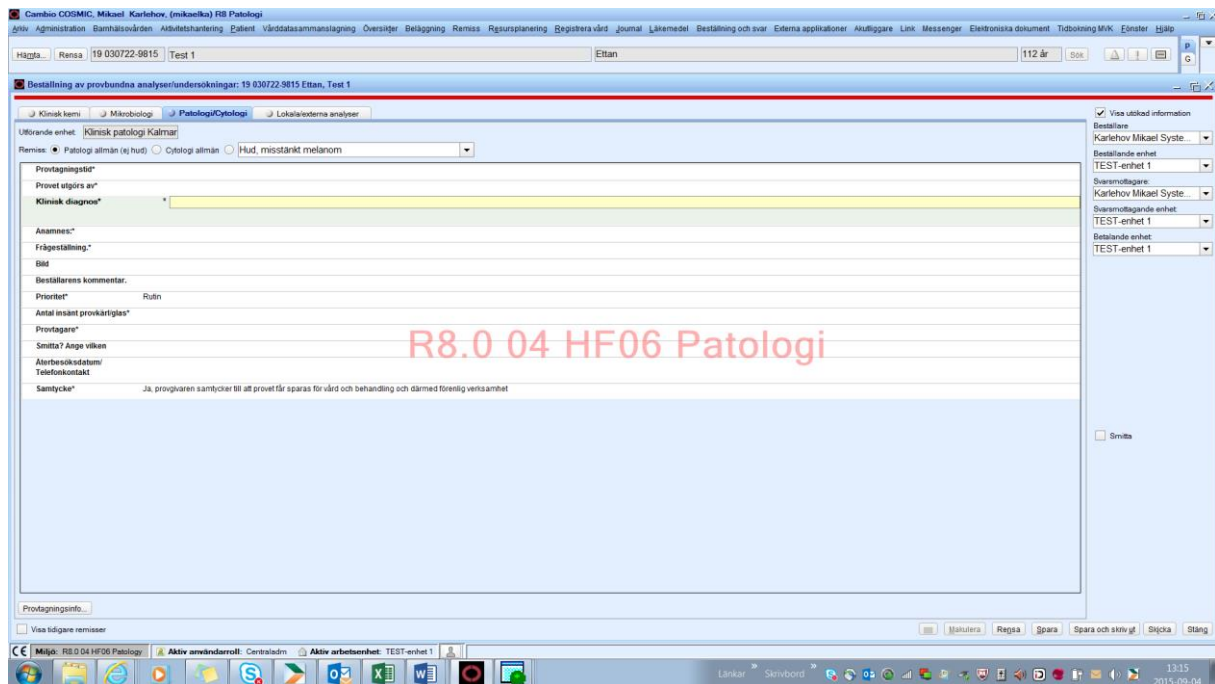 Cambio COSMIC, Mikael Karlehov, (mikaelka) R8 Patologi
Arkiv Administration Barnhälsovården Aktivitetshantering Patient Vårddatasammanslagning Översikter Beläggning Remiss Resursplanering Registrera vård Journal Läkemedel Beställning och svar Externa applikationer Akutliggare Link Messenger Elektroniska dokument Tidbokning MVK Fönster Hjälp
Hämta... Rensa 19 030722-9815 Test 1 Ettan 112 år Sök P
G
Beställning av provbundna analyser/undersökningar: 19 030722-9815 Ettan, Test 1
Klinisk kemi Mikrobiologi Patologi/Cytologi Lokala/externa analyser
Visa utökad information
Utförande enhet: Klinisk patologi Kalmar
Beställare
Karlehov Mikael Syste...
Remiss: Patologi allmän (ej hud) Cytologi allmän Hud, misstänkt melanom
Beställande enhet
TEST-enhet 1
Svarsmottagare:
Karlehov Mikael Syste...
Svarsmottagande enhet:
TEST-enhet 1
Betalande enhet:
TEST-enhet 1
Provtagningstid*
Provet utgörs av*
Klinisk diagnos* *
Anamnes:*
Frågeställning.*
Bild
Beställarens kommentar.
Prioritet* Rutin
Antal insänt provkärl/glas*
Provtagare*
Smitta? Ange vilken
Återbesöksdatum/
Telefonkontakt
Samtycke* Ja, provgivaren samtycker till att provet får sparas för vård och behandling och därmed förenlig verksamhet
R8.0 04 HF06 Patologi
Smitta
Provtagningsinfo...
Visa tidigare remisser
Makulera Rensa Spara Spara och skriv ut Skicka Stäng
Miljö: R8.0 04 HF06 Patology Aktiv användarroll: Centraladm Aktiv arbetsenhet: TEST-enhet 1
Länkar Skrivbord 13:15
2015-09-04